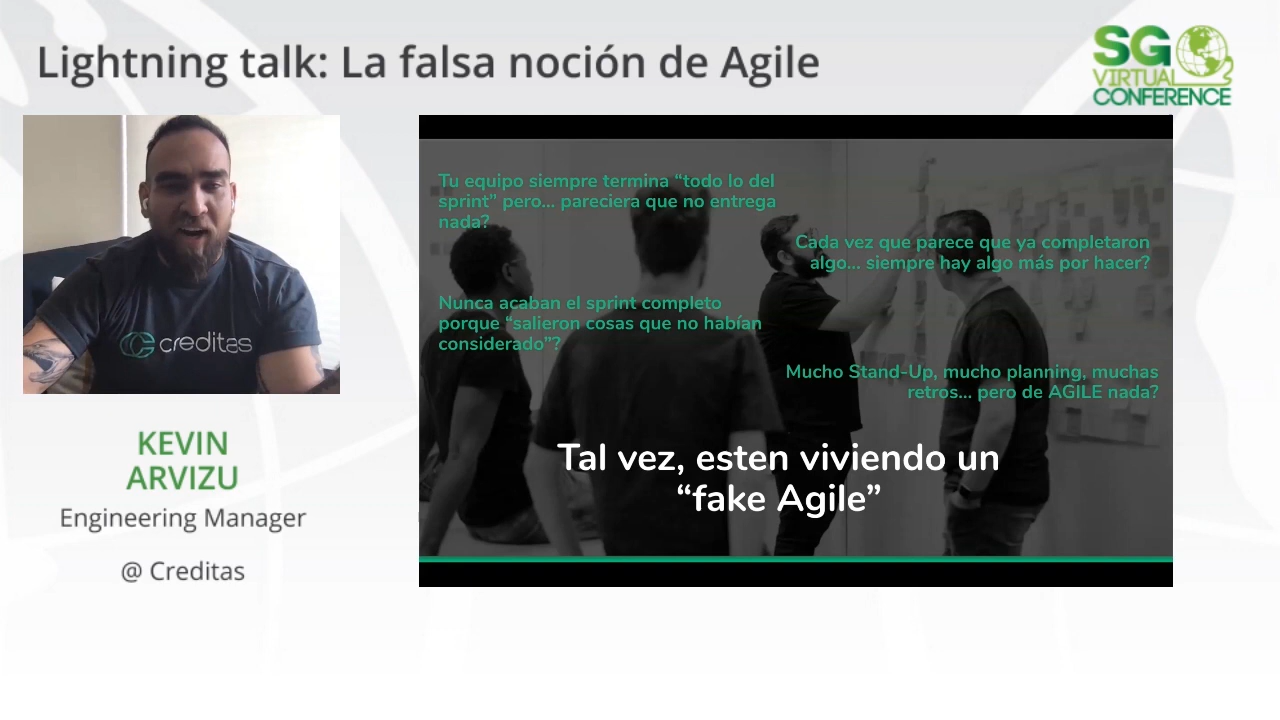 Lightning talk: La falsa noción de Agile
SG
VIRTUAL
CONFERENCE
creditas
KEVIN
ARVIZU
Engineering Manager
@ Creditas
Tu equipo siempre termina “todo lo del
sprint” pero... pareciera que no entrega
nada?
Cada vez que parece que ya completaron
algo... siempre hay algo más por hacer?
Nunca acaban el sprint completo
porque “salieron cosas que no habían
considerado”?
Mucho Stand-Up, mucho planning, muchas
retros... pero de AGILE nada?
Tal vez, esten viviendo un
“fake Agile”